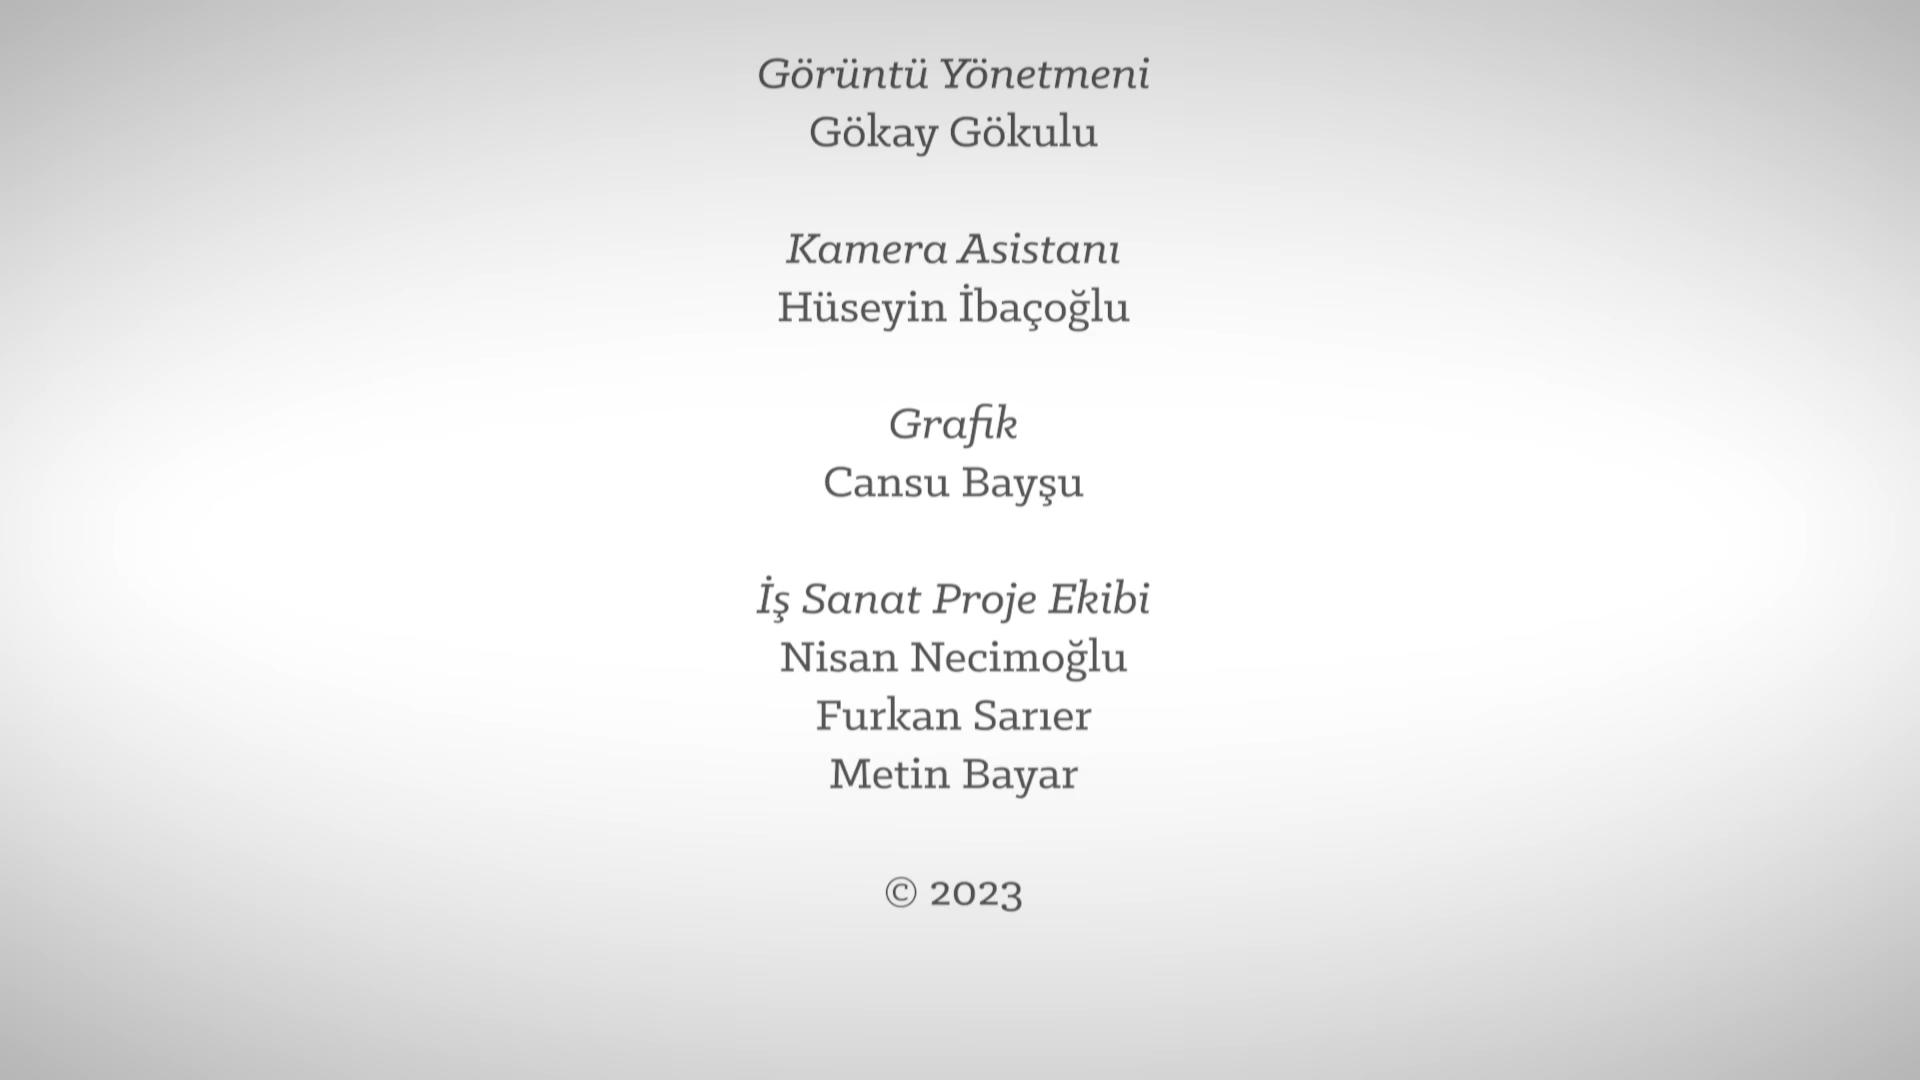 Görüntü Yönetmeni
Gökay Gökulu
Kamera Asistanı
Hüseyin İbaçoğlu
Grafik
Cansu Bayşu
İş Sanat Proje Ekibi
Nisan Necimoğlu
Furkan Sarıer
Metin Bayar
© 2023